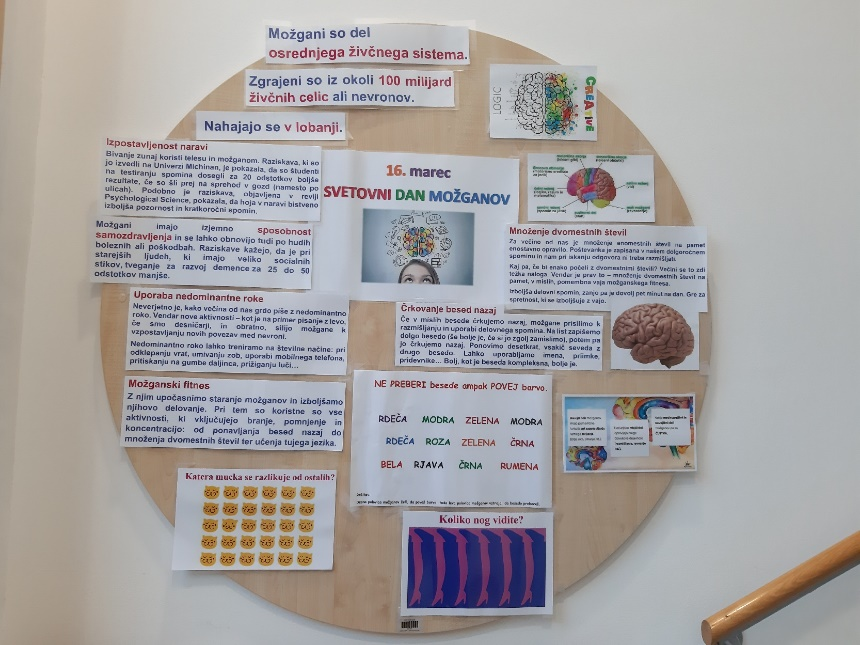 Možgani so del
osrednjega živčnega sistema.
Zgrajeni so iz okoli 100 milijard
živčnih celic ali nevronov.
Nahajajo se v lobanji.
LOGIC
CREATIVE
Izpostavljenost naravi
Bivanje zunaj koristi telesu in možganom. Raziskava, ki so
jo izvedli na Univerzi Michinan, je pokazala, da so študenti
na testiranju spomina dosegli za 20 odstotkov boljše
rezultate, če so šli prej na sprehod v gozd (namesto po
ulicah). Podobno je raziskava, objavljena v reviji
Psychological Science, pokazala, da hoja v naravi bistveno
izboljša pozornost in kratkoročni spomin.
16. marec
SVETOVNI DAN MOŽGANOV
Možgani imajo izjemno sposobnost
samozdravljenja in se lahko obnovijo tudi po hudih
boleznih ali poškodbah. Raziskave kažejo, da je pri
starejših ljudeh, ki imajo veliko socialnih
stikov, tveganje za razvoj demence za 25 do 50
odstotkov manjše.
Množenje dvomestnih števil
Za večino od nas je množenje enomestnih števil na pamet
enostavno opravilo. Poštevanke je zapisana v našem dolgoročnem
spominu in nam pri iskanju odgovora ni treba razmišljati.
Kaj pa, če bi enako počeli z dvomestnimi števili? Večini se to zdi
težka naloga. Vendar je prav to – množenje dvomestnih števil na
pamet, v mislih, pomembna vaja možganskega fitnesa.
Izboljša delovni spomin, zanjo pa je dovolj pet minut na dan. Gre za
spretnost, ki se izboljšuje z vajo.
Uporaba nedominantne roke
Neverjetno je, kako večina od nas grdo piše z nedominantno
roko. Vendar nove aktivnosti – kot je na primer pisanje z levo,
če smo desničarji, in obratno, silijo možgane k
vzpostavljanju novih povezav med nevroni.
Nedominantno roko lahko treniramo na številne načine: pri
odklepanju vrat, umivanju zob, uporabi mobilnega telefona,
pritiskanju na gumbe daljinca, prižiganju luči…
Črkovanje besed nazaj
Če v mislih besede črkujemo nazaj, možgane prisilimo k
razmišljanju in uporabi delovnega spomina. Na list zapišemo
dolgo besedo (še bolje je, če si jo zgolj zamislimo), potem pa
jo črkujemo nazaj. Ponovimo desetkrat, vsakič seveda z
drugo besedo. Lahko uporabljamo imena, priimke,
pridevnike… Bolj, kot je beseda kompleksna, bolje je.
Možganski fitnes
Z njim upočasnimo staranje možganov in izboljšamo
njihovo delovanje. Pri tem so koristne so vse
aktivnosti, ki vključujejo branje, pomnjenje in
koncentracijo: od ponavljanja besed nazaj do
množenja dvomestnih števil ter učenja tujega jezika.
NE PREBERI besede ampak POVEJ barvo.
RDEČA MODRA ZELENA MODRA
RDEČA ROZA ZELENA ČRNA
BELA RJAVA ČRNA RUMENA
Katera mucka se razlikuje od ostalih?
Koliko nog vidite?